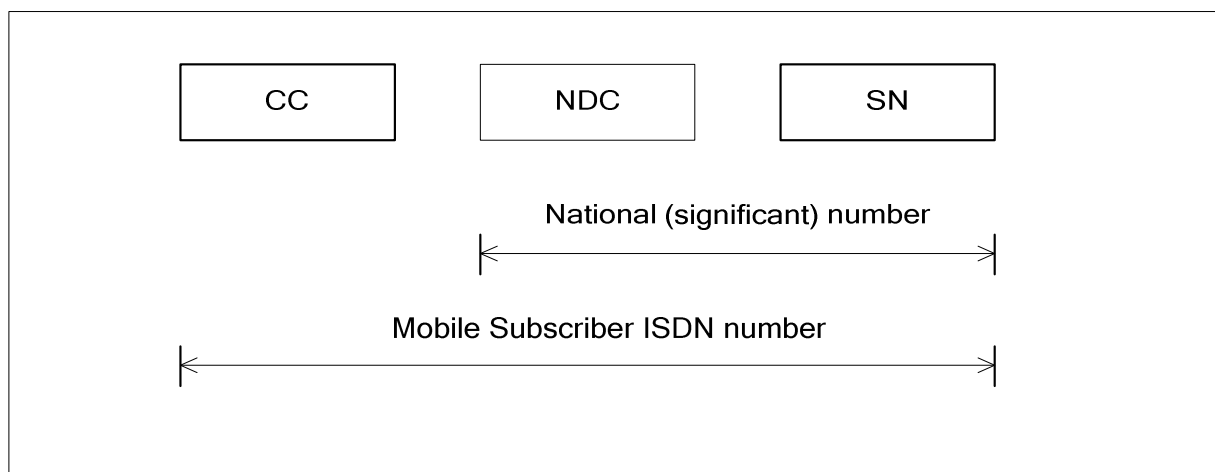 CC NDC SN
National (significant) number
Mobile Subscriber ISDN number